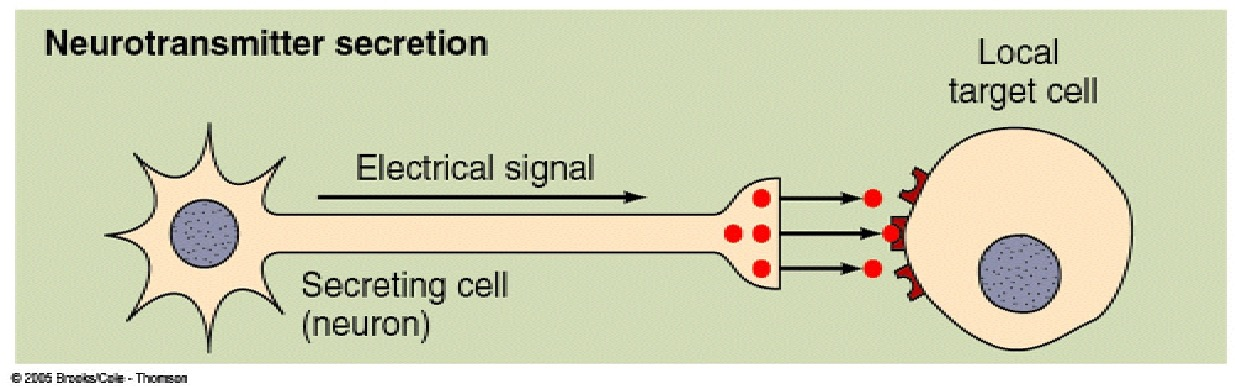 Neurotransmitter secretion
Local
target cell
Electrical signal
Secreting cell
(neuron)
© 2005 Brooks/Cole - Thomson